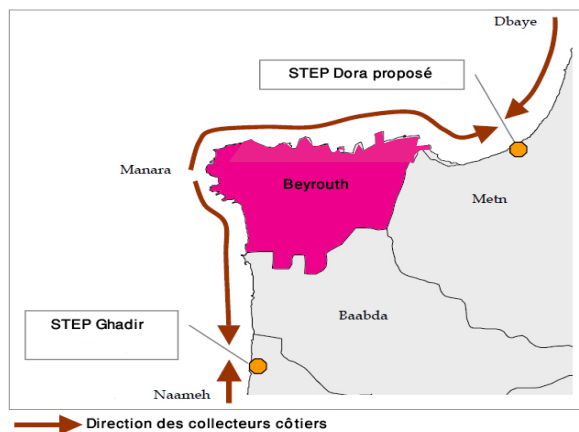 Dbaye
STEP Dora proposé
Manara
Beyrouth
Metn
Baabda
STEP Ghadir
Naameh
Direction des collecteurs côtiers